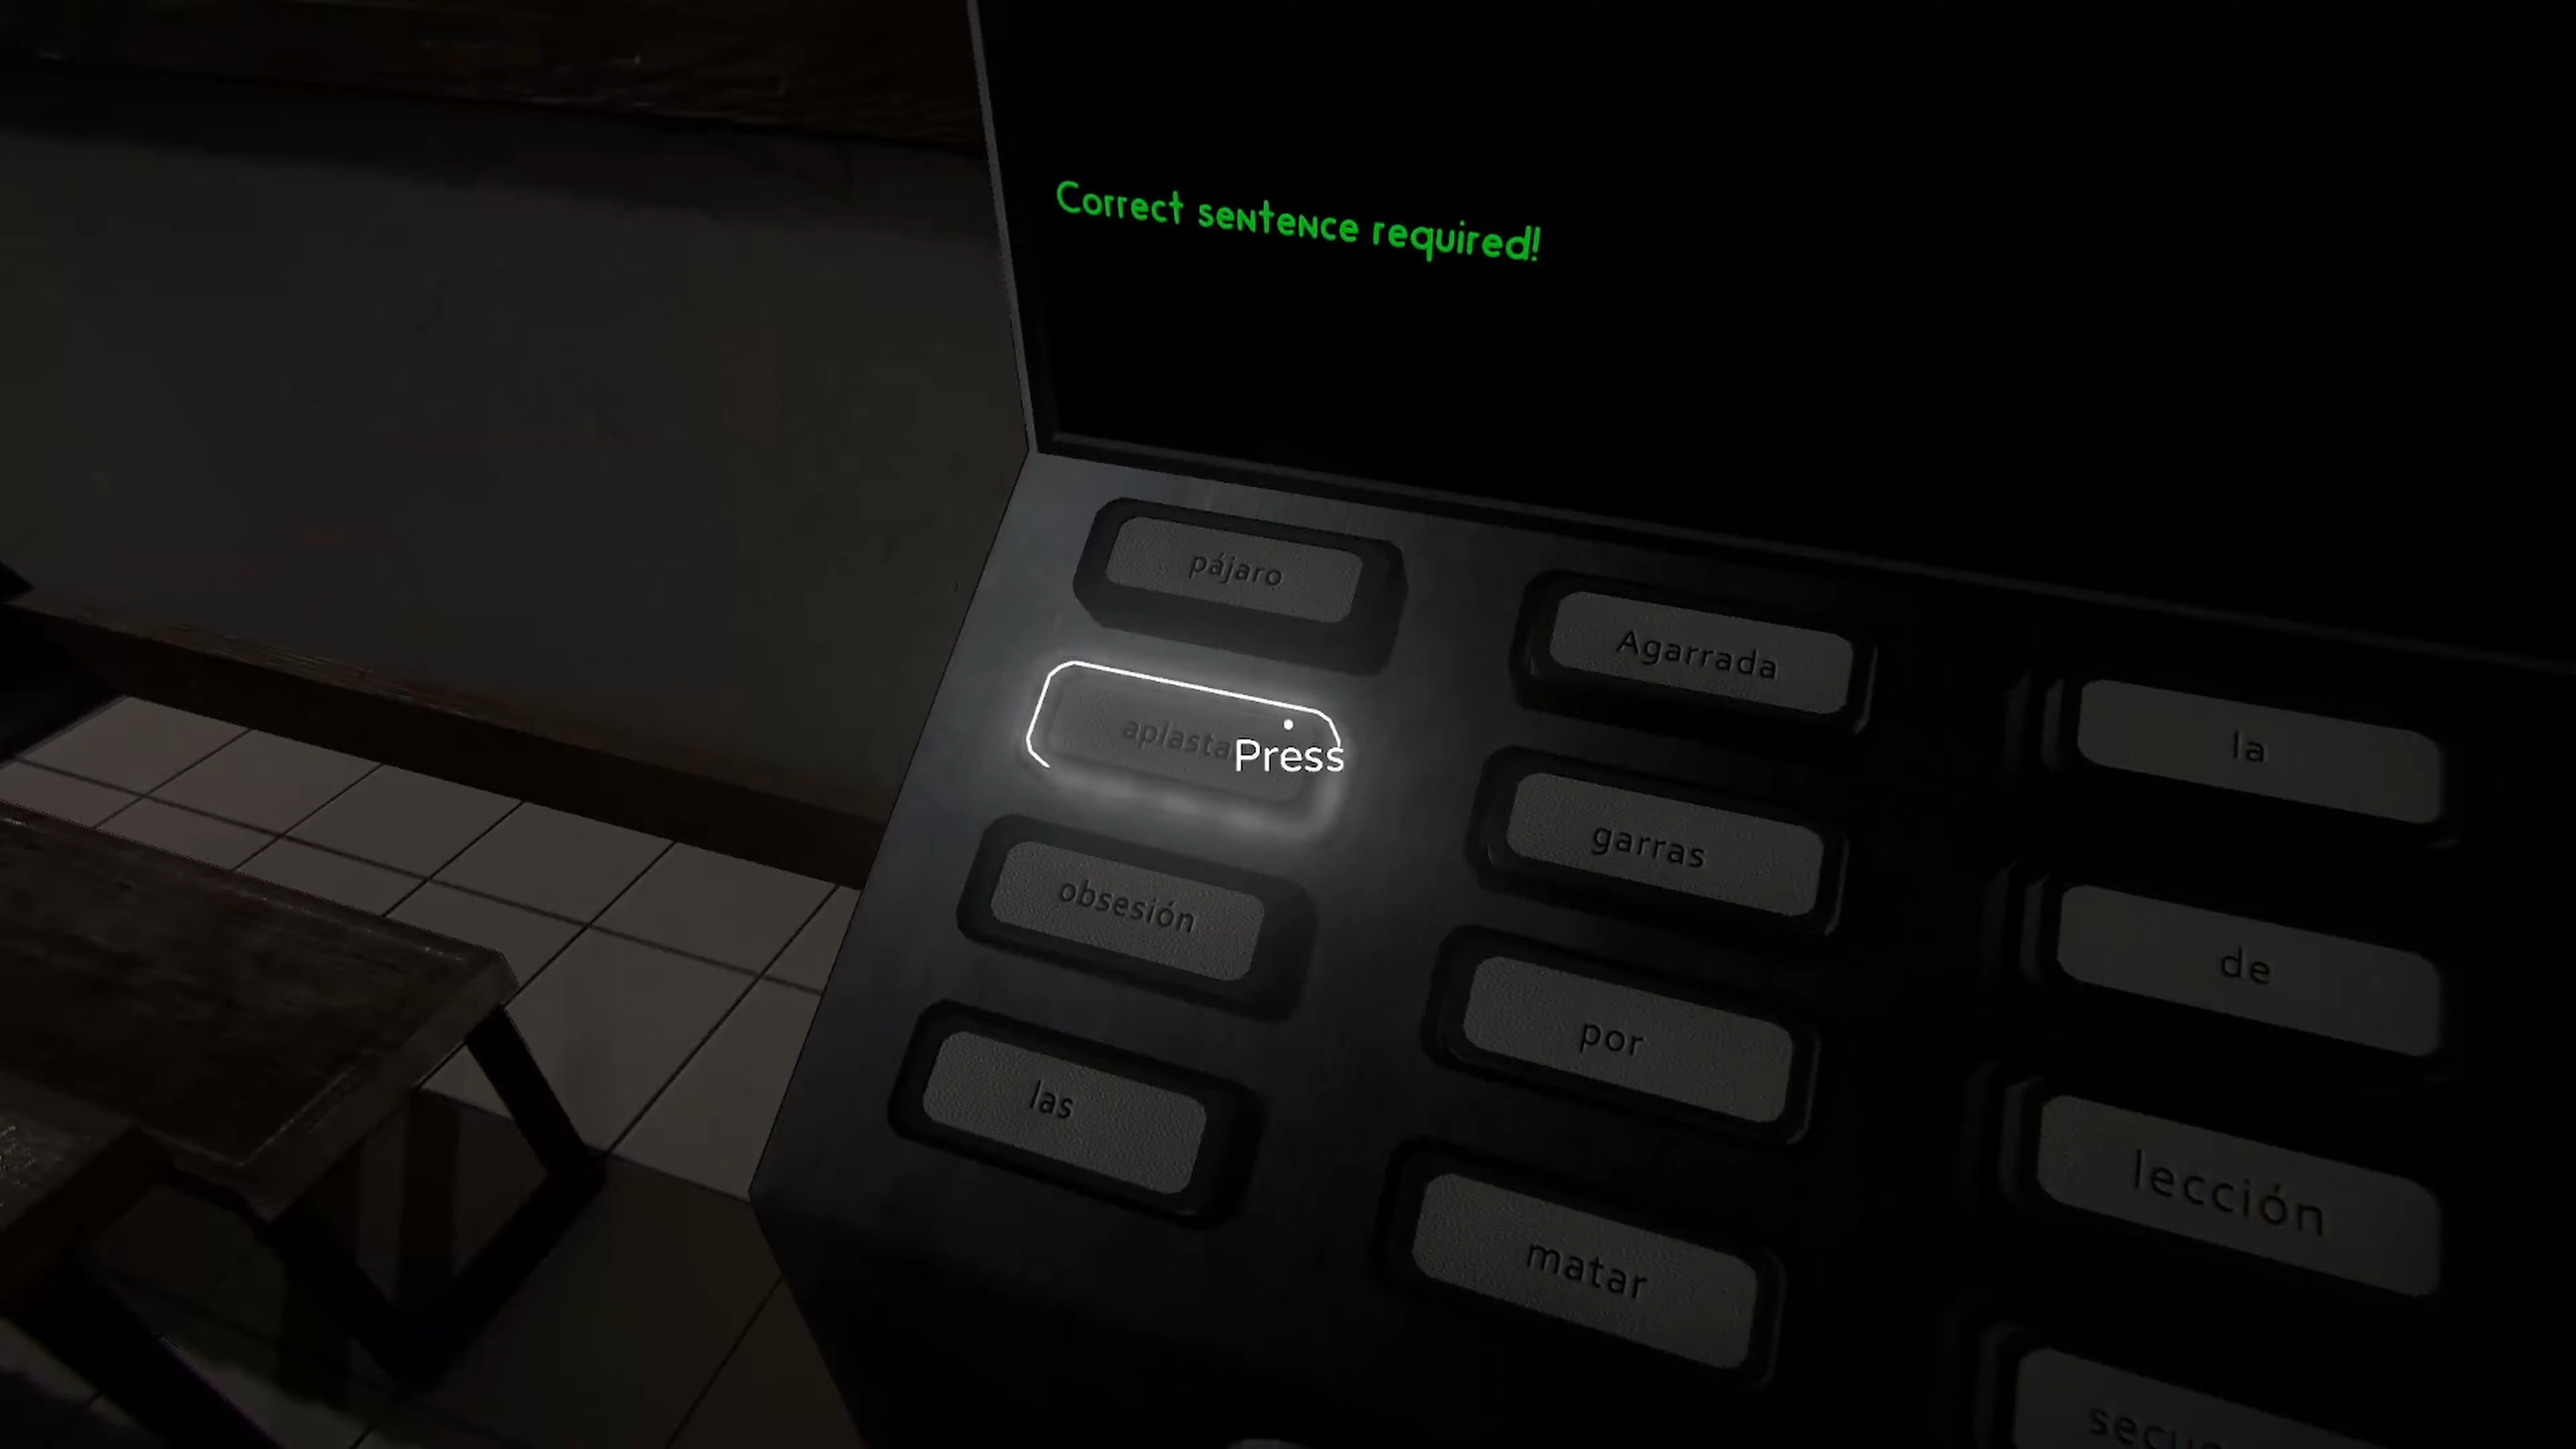 Correct sentence required!
pájaro
Agarrada
la
Press
garras
de
obsesión
por
lección
las
matar